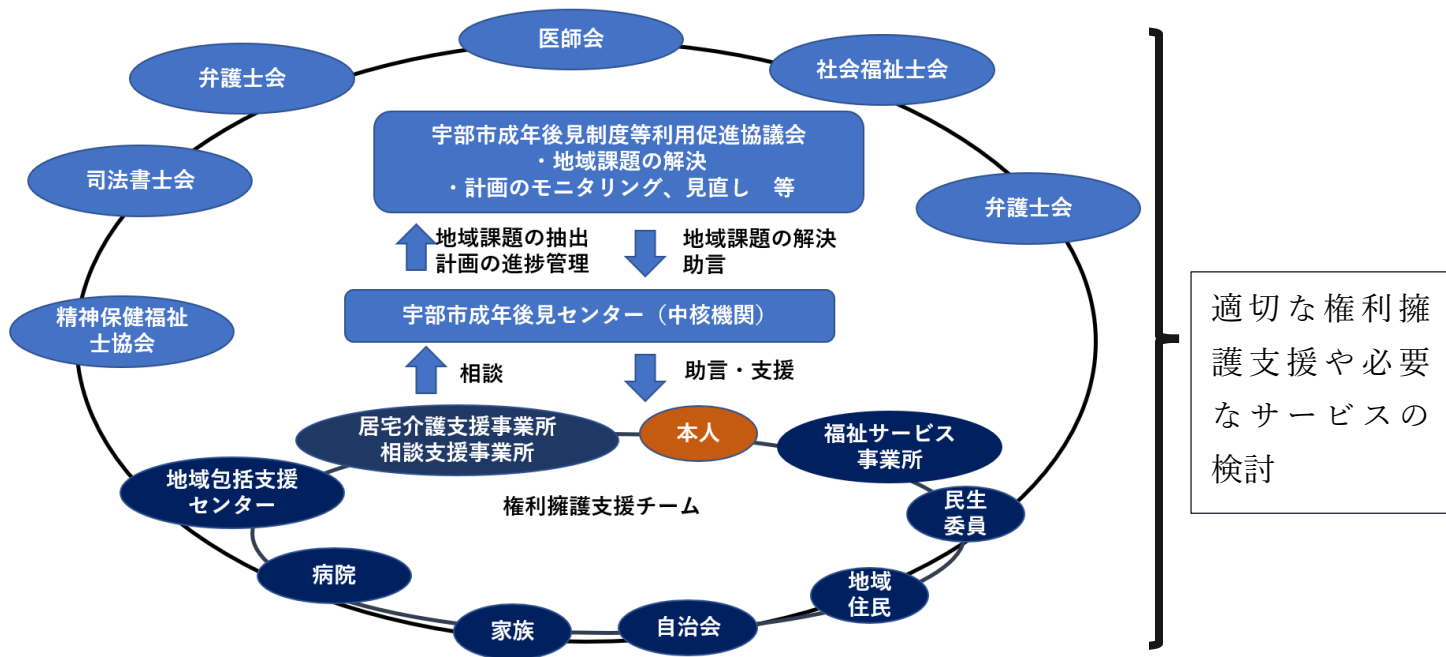 医師会
弁護士会
社会福祉士会
司法書士会
弁護士会
精神保健福祉
士協会
宇部市成年後見制度等利用促進協議会
・地域課題の解決
・計画のモニタリング、見直し　等
地域課題の抽出
計画の進捗管理
地域課題の解決
助言
宇部市成年後見センター（中核機関）
相談
助言・支援
居宅介護支援事業所
相談支援事業所
本人
福祉サービス
事業所
地域包括支援
センター
権利擁護支援チーム
民生
委員
病院
地域
住民
家族
自治会
適切な権利擁
護支援や必要
なサービスの
検討